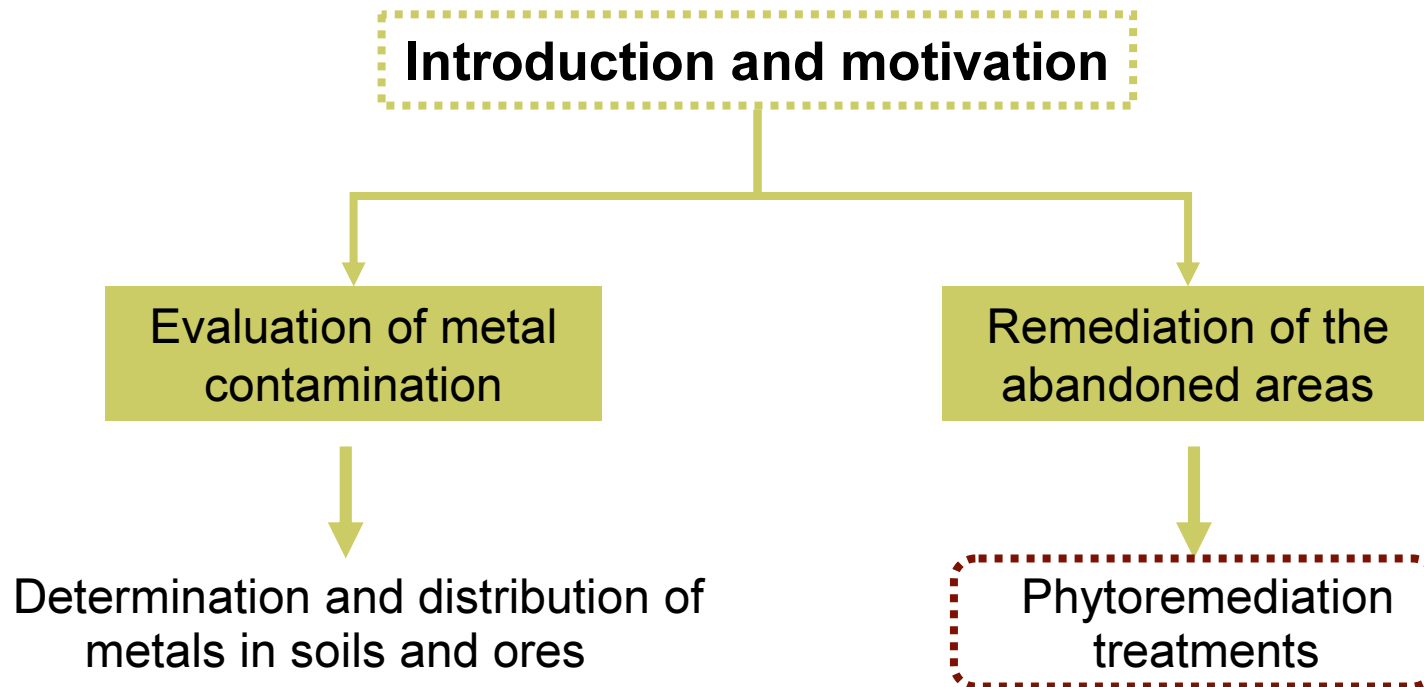 Introduction and motivation
Evaluation of metal
contamination
Remediation of the
abandoned areas
Determination and distribution of
metals in soils and ores
Phytoremediation
treatments